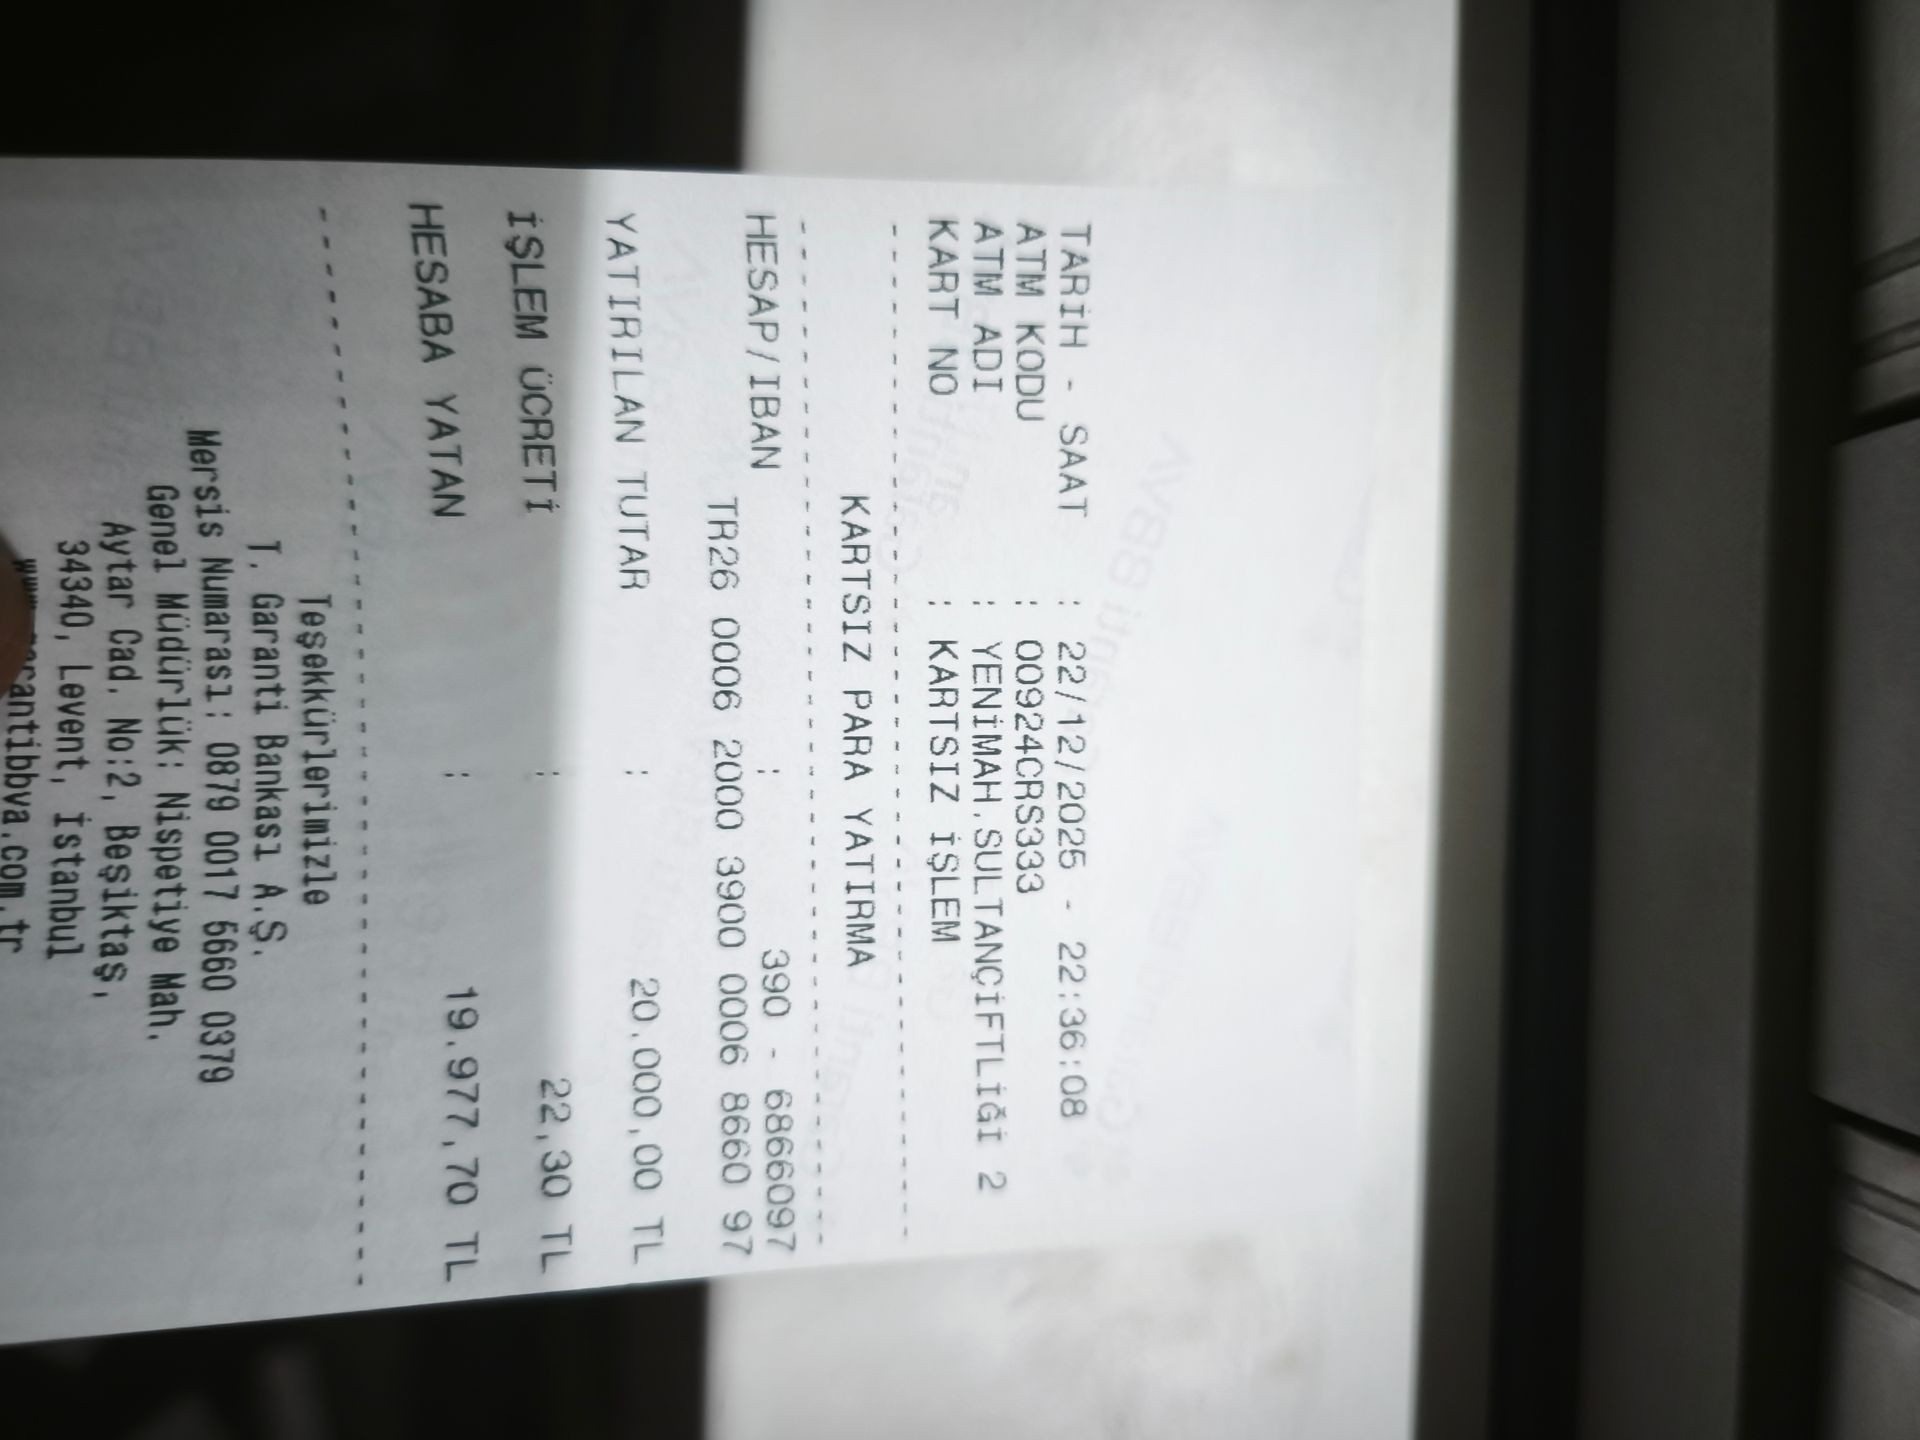 TARİH - SAAT : 22/12/2025 - 22:36:08
ATM KODU : 00924CRS333
ATM ADI : YENİMAH.SULTANÇİFTLİĞİ 2
KART NO : KARTSIZ İŞLEM
--------------------------------
KARTSIZ PARA YATIRMA
--------------------------------
HESAP/IBAN : 390 - 6866097
TR26 0006 2000 3900 0006 8660 97
YATIRILAN TUTAR : 20.000,00 TL
İŞLEM ÜCRETİ : 22,30 TL
HESABA YATAN : 19.977,70 TL
--------------------------------
Teşekkürlerimizle
T. Garanti Bankası A.Ş.
Mersis Numarası: 0879 0017 5660 0379
Genel Müdürlük: Nispetiye Mah.
Aytar Cad. No:2, Beşiktaş,
34340, Levent, İstanbul